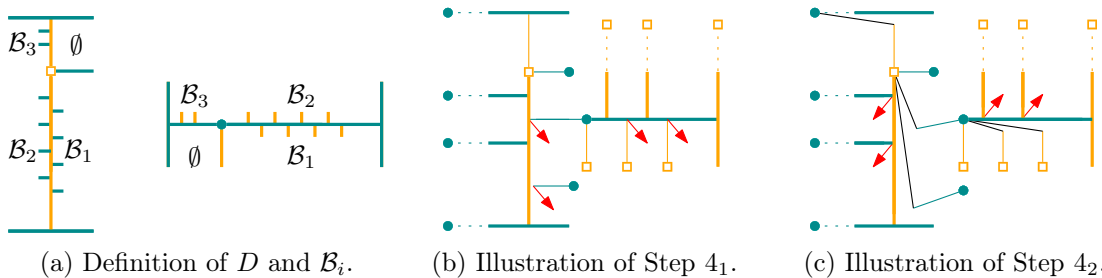 B₃ ∅
B₂ B₁
B₃ B₂
∅ B₁
(a) Definition of D and Bᵢ.
(b) Illustration of Step 4₁.
(c) Illustration of Step 4₂.